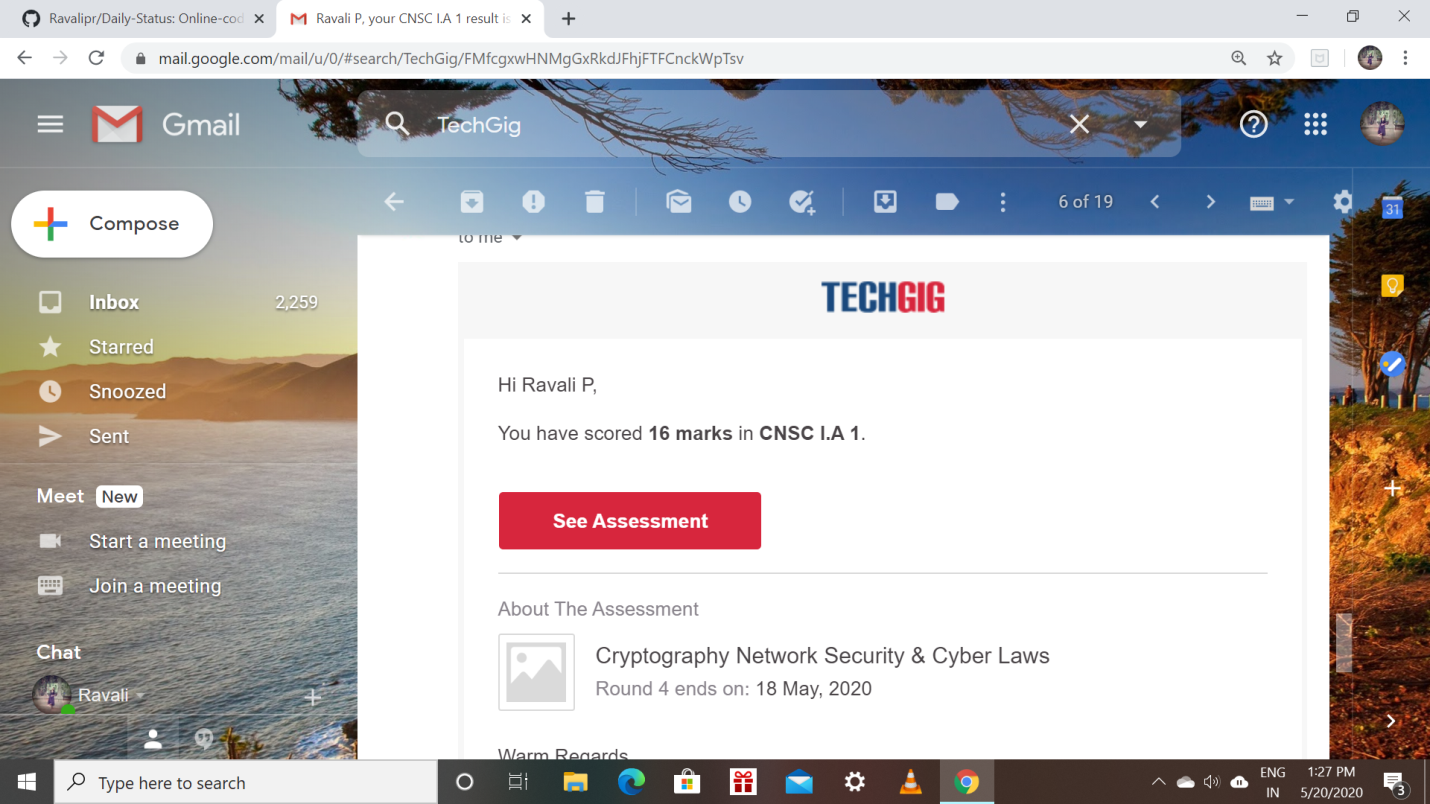 Ravalipr/Daily-Status: Online-cod
Ravali P, your CNSC I.A 1 result is
mail.google.com/mail/u/0/#search/TechGig/FMfcgxwHNMgGxRkdJFhjFTFCnckWpTsv
Gmail
TechGig
6 of 19
31
Compose
Inbox 2,259
Starred
Snoozed
Sent
Meet New
Start a meeting
Join a meeting
Chat
Ravali
to me
TECHGIG
Hi Ravali P,
You have scored 16 marks in CNSC I.A 1.
See Assessment
About The Assessment
Cryptography Network Security & Cyber Laws
Round 4 ends on: 18 May, 2020
Warm Regards
Type here to search
ENG
IN
1:27 PM
5/20/2020
3